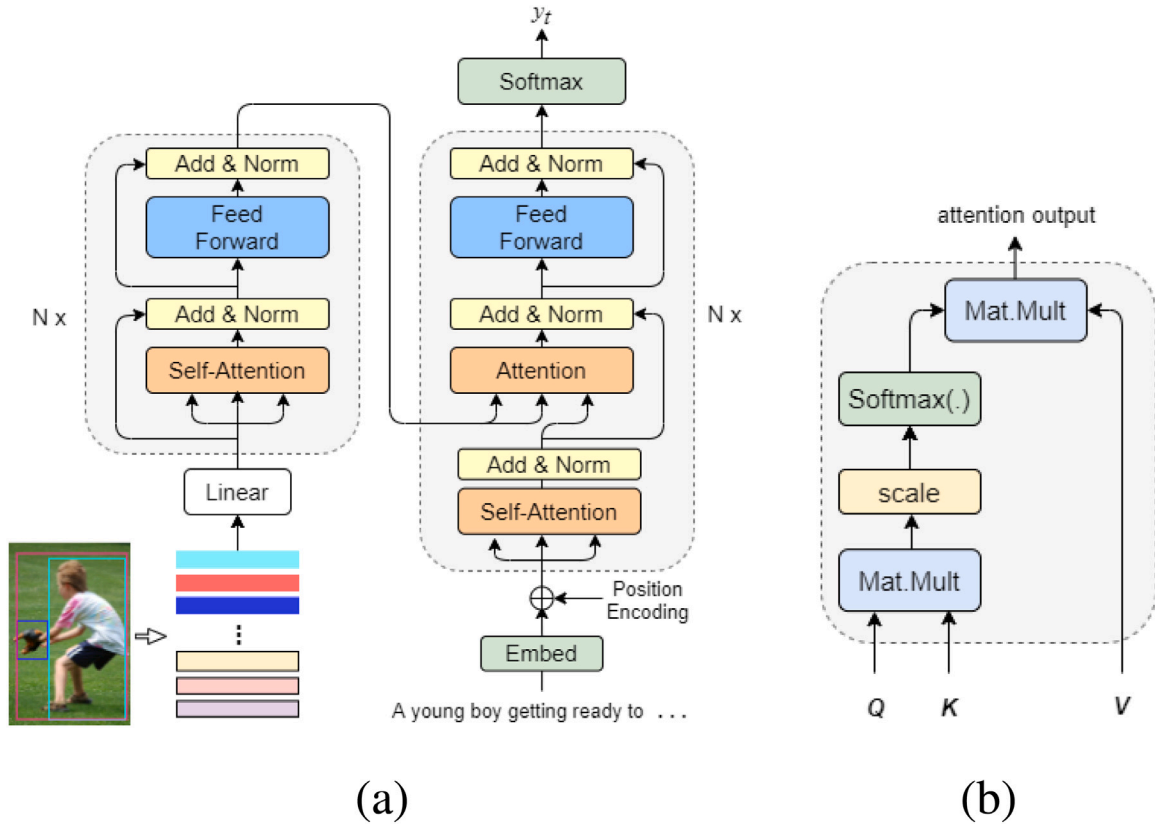 y_t
Softmax
Add & Norm
Feed
Forward
Add & Norm
Self-Attention
N x
Linear
⋮
Add & Norm
Feed
Forward
Add & Norm
Attention
Add & Norm
Self-Attention
N x
Position
Encoding
Embed
A young boy getting ready to ...
(a)
attention output
Mat.Mult
Softmax(.)
scale
Mat.Mult
Q K V
(b)